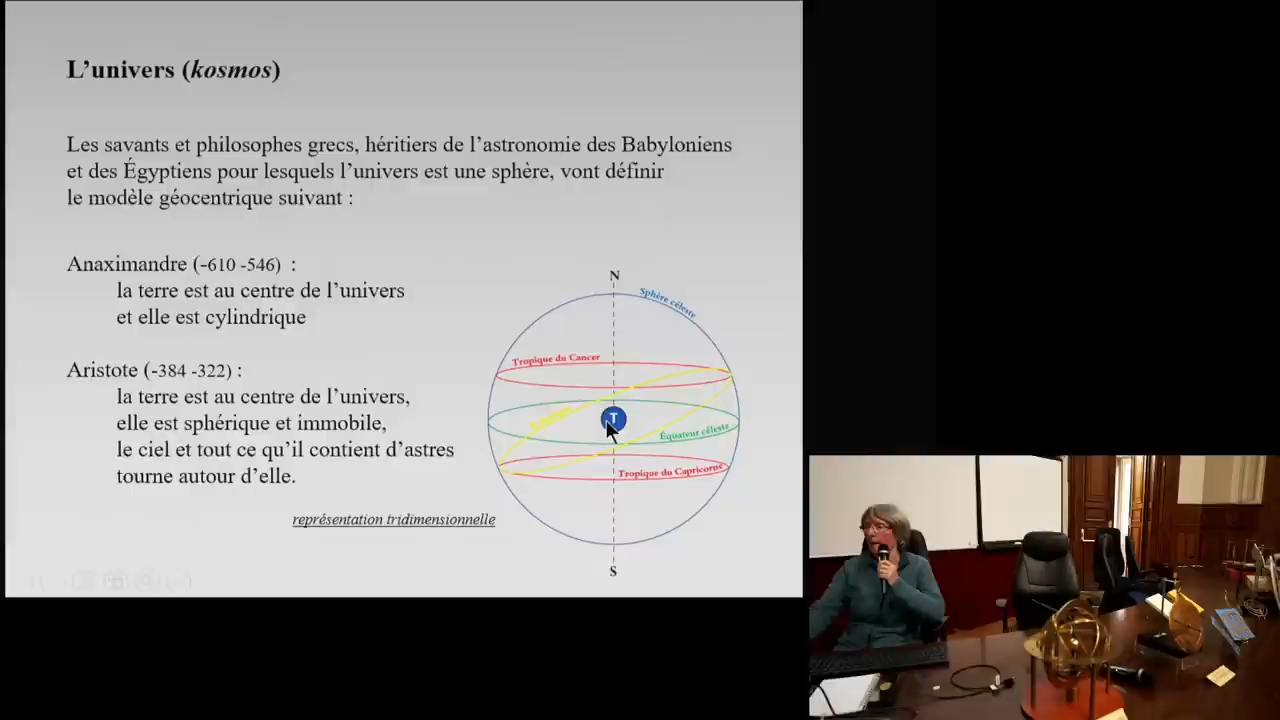 L'univers (kosmos)
Les savants et philosophes grecs, héritiers de l'astronomie des Babyloniens
et des Égyptiens pour lesquels l'univers est une sphère, vont définir
le modèle géocentrique suivant :
Anaximandre (-610 -546) :
la terre est au centre de l'univers
et elle est cylindrique
Aristote (-384 -322) :
la terre est au centre de l'univers,
elle est sphérique et immobile,
le ciel et tout ce qu'il contient d'astres
tourne autour d'elle.
représentation tridimensionnelle
N
Sphère céleste
Tropique du Cancer
T
Équateur céleste
Tropique du Capricorne
S